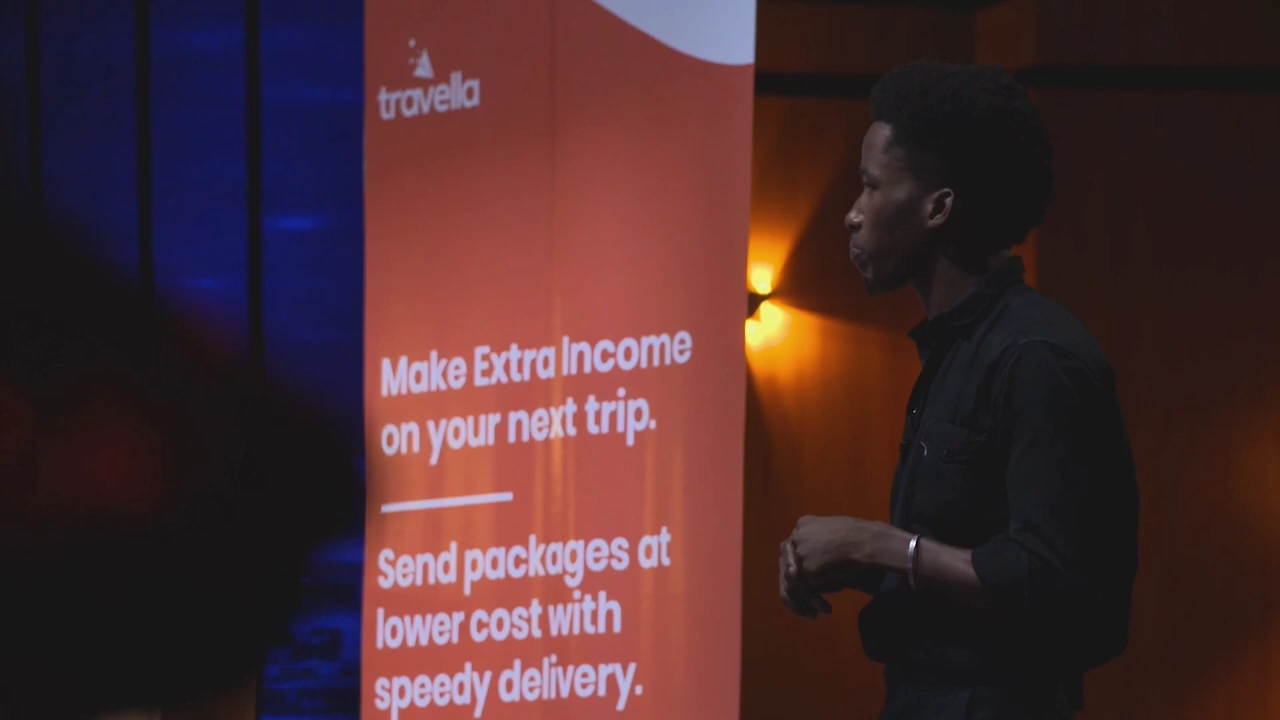 travella
Make Extra Income
on your next trip.
Send packages at
lower cost with
speedy delivery.